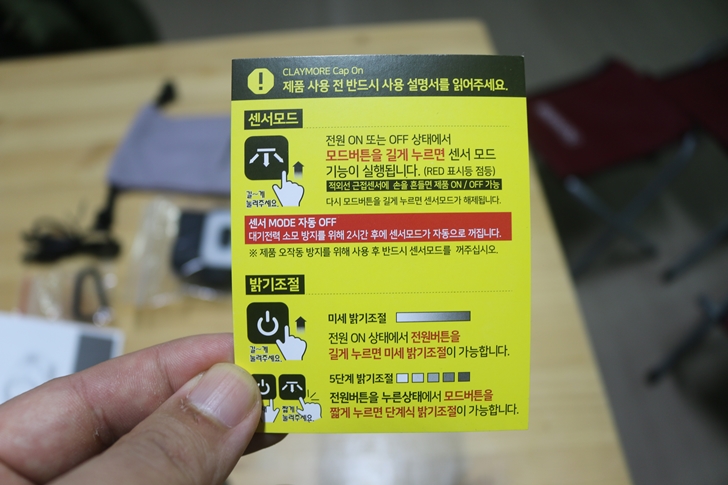 CLAYMORE Cap On
제품 사용 전 반드시 사용 설명서를 읽어주세요.
센서모드
길~게
눌러주세요.
전원 ON 또는 OFF 상태에서
모드버튼을 길게 누르면 센서 모드
기능이 실행됩니다. (RED 표시등 점등)
적외선 근접센서에 손을 흔들면 제품 ON / OFF 가능
다시 모드버튼을 길게 누르면 센서모드가 해제됩니다.
센서 MODE 자동 OFF
대기전력 소모 방지를 위해 2시간 후에 센서모드가 자동으로 꺼집니다.
※ 제품 오작동 방지를 위해 사용 후 반드시 센서모드를 꺼주십시오.
밝기조절
길~게
눌러주세요.
미세 밝기조절
전원 ON 상태에서 전원버튼을
길게 누르면 미세 밝기조절이 가능합니다.
짧게
눌러주세요.
5단계 밝기조절
전원버튼을 누른상태에서 모드버튼을
짧게 누르면 단계식 밝기조절이 가능합니다.